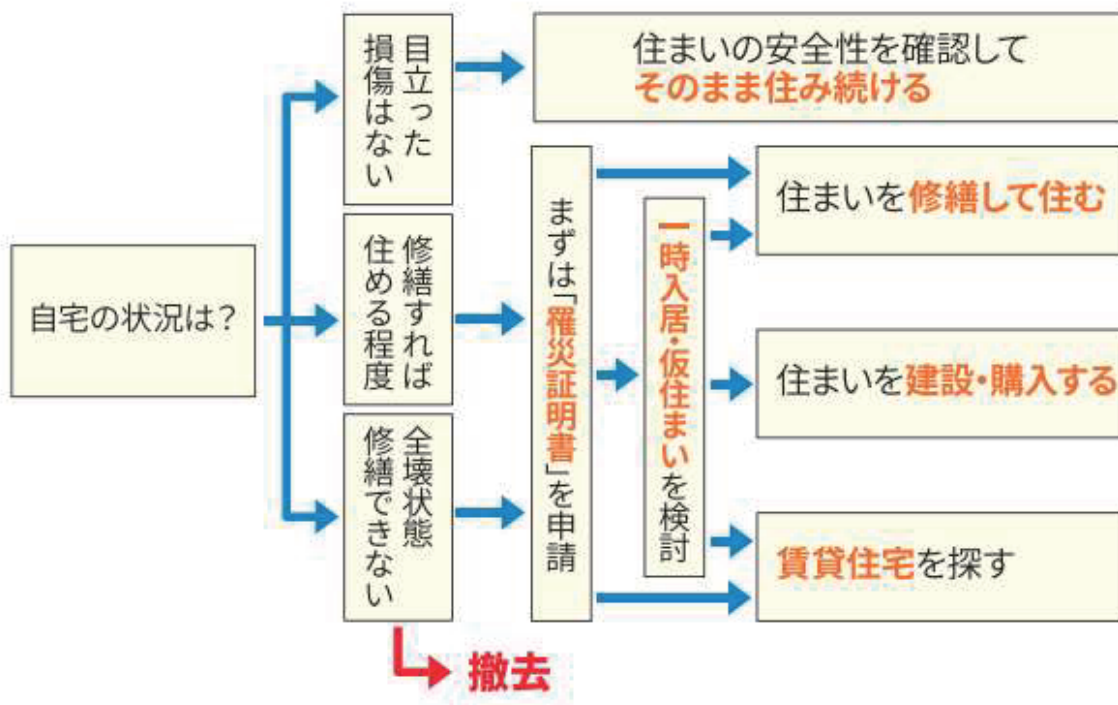 自宅の状況は？
目立った
損傷はない
住まいの安全性を確認して
そのまま住み続ける
修繕すれば
住める程度
全壊状態
修繕できない
撤去
まずは「罹災証明書」を申請
一時入居・仮住まいを検討
住まいを修繕して住む
住まいを建設・購入する
賃貸住宅を探す